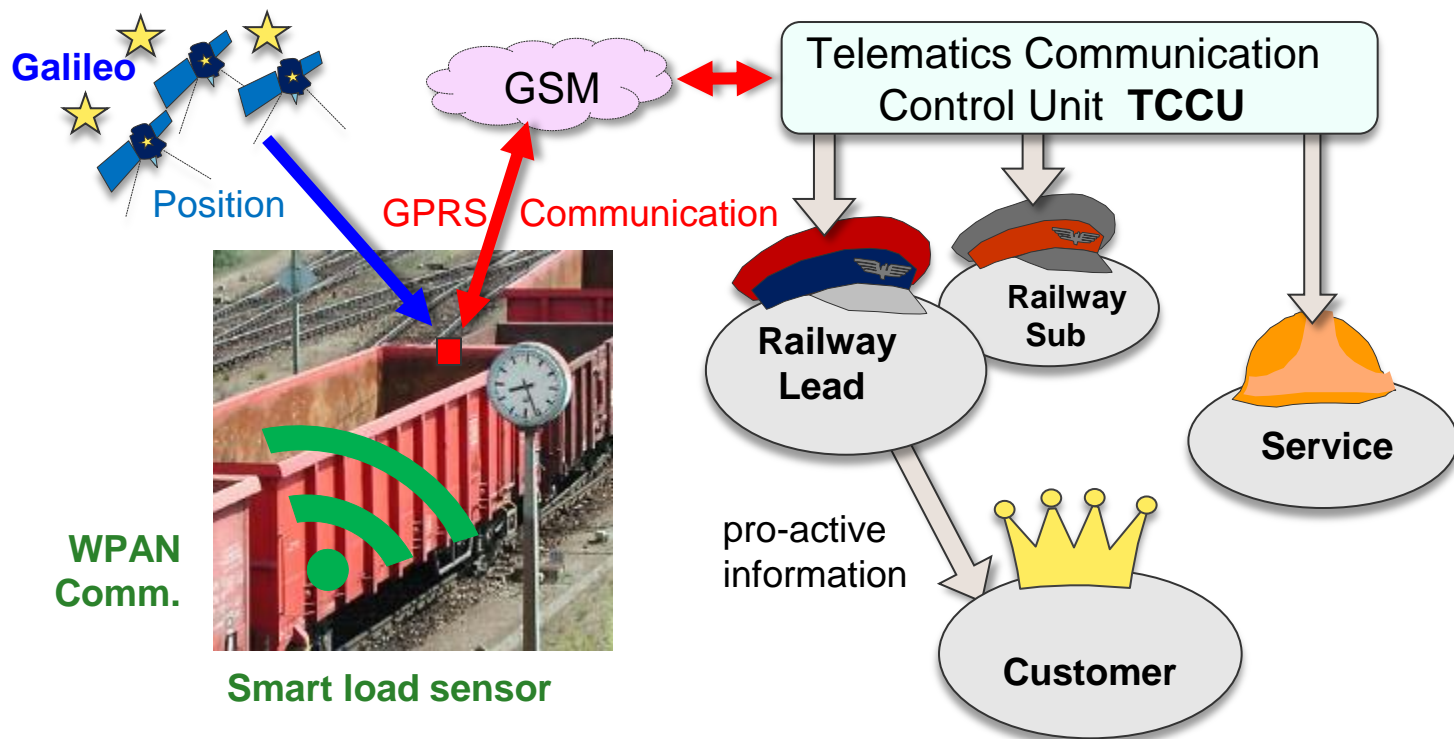 Galileo
GSM
Telematics Communication
Control Unit TCCU
Position
GPRS Communication
Railway
Lead
Railway
Sub
Service
WPAN
Comm.
pro-active
information
Smart load sensor
Customer